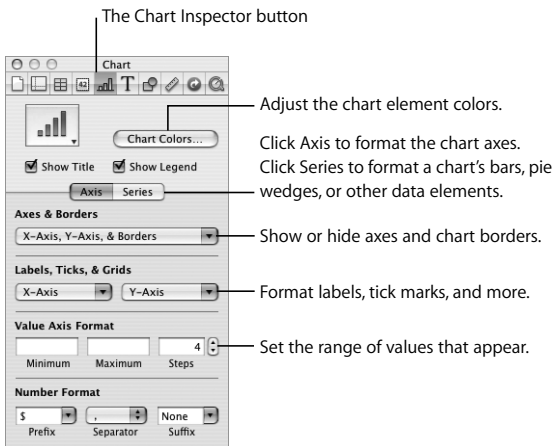 The Chart Inspector button
Chart
42
T
Adjust the chart element colors.
Chart Colors...
Click Axis to format the chart axes.
Click Series to format a chart's bars, pie
wedges, or other data elements.
Show Title Show Legend
Axis Series
Axes & Borders
X-Axis, Y-Axis, & Borders
Show or hide axes and chart borders.
Labels, Ticks, & Grids
X-Axis Y-Axis
Format labels, tick marks, and more.
Value Axis Format
4
Set the range of values that appear.
Minimum Maximum Steps
Number Format
$ , None
Prefix Separator Suffix